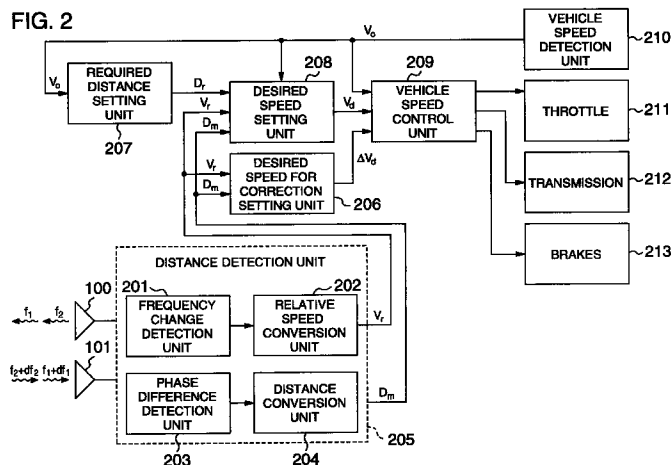 FIG. 2
V₀
VEHICLE
SPEED
DETECTION
UNIT
210
V₀
REQUIRED
DISTANCE
SETTING
UNIT
207
Dr
Vr
Dm
208
DESIRED
SPEED
SETTING
UNIT
Vd
209
VEHICLE
SPEED
CONTROL
UNIT
THROTTLE
211
Vr
Dm
DESIRED
SPEED FOR
CORRECTION
SETTING UNIT
206
ΔVd
TRANSMISSION
212
BRAKES
213
DISTANCE DETECTION UNIT
100
f₁
f₂
201
FREQUENCY
CHANGE
DETECTION
UNIT
202
RELATIVE
SPEED
CONVERSION
UNIT
Vr
101
f₂+df₂
f₁+df₁
PHASE
DIFFERENCE
DETECTION
UNIT
203
DISTANCE
CONVERSION
UNIT
204
Dm
205